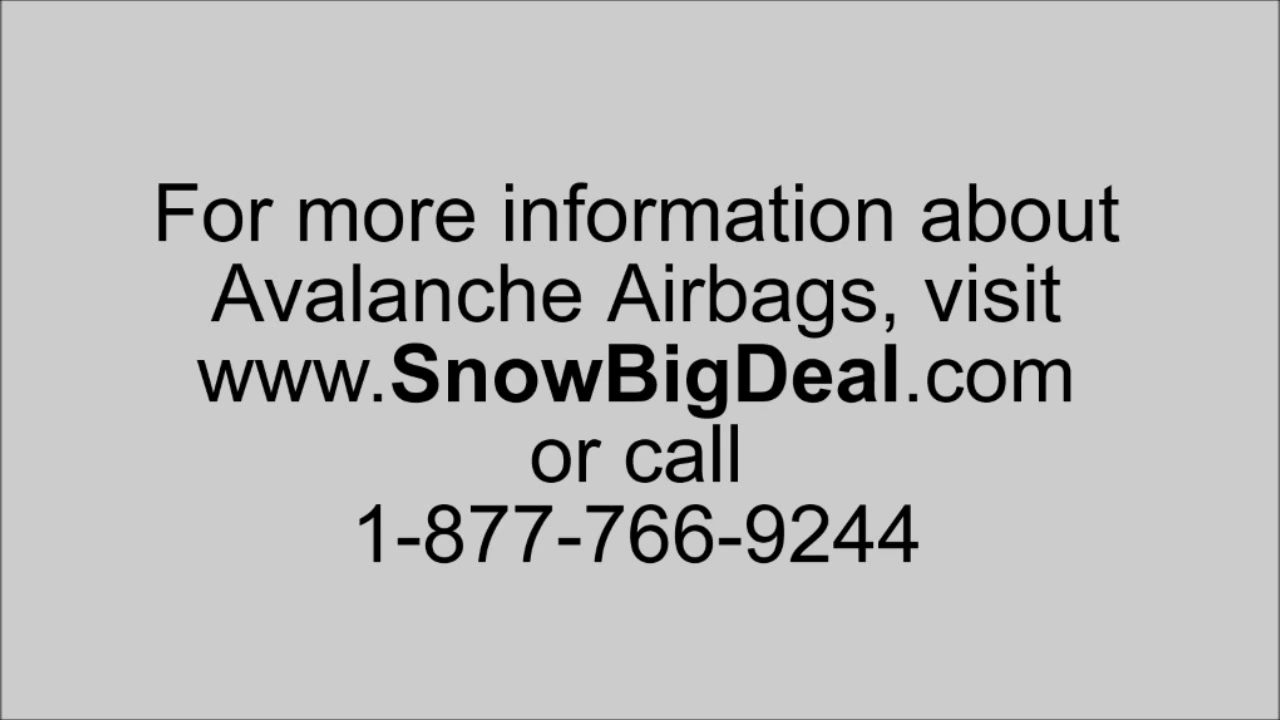 For more information about
Avalanche Airbags, visit
www.SnowBigDeal.com
or call
1-877-766-9244